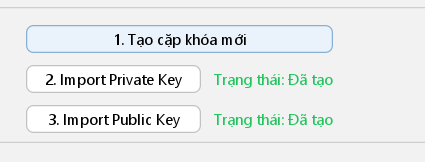 1. Tạo cặp khóa mới
2. Import Private Key Trạng thái: Đã tạo
3. Import Public Key Trạng thái: Đã tạo